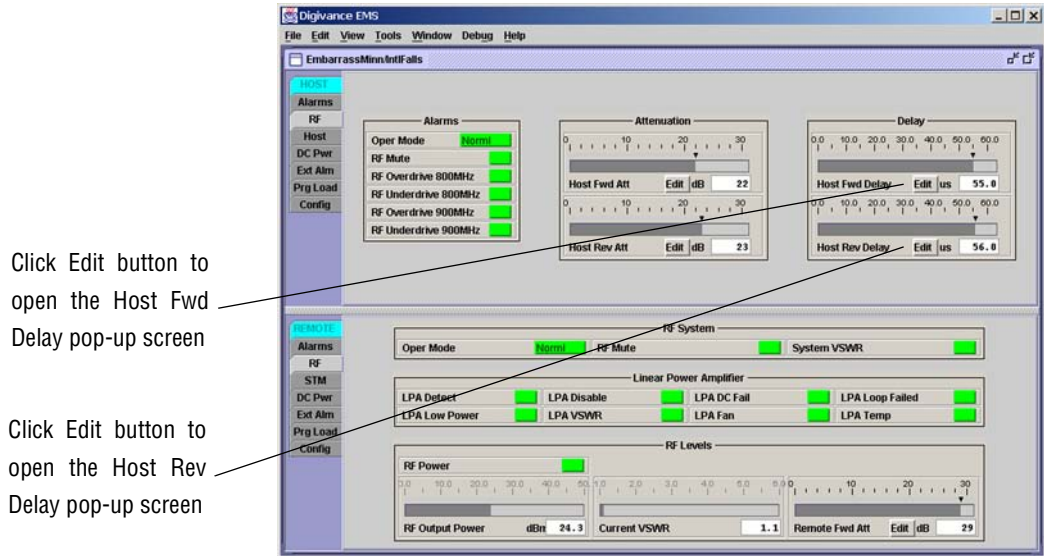 Digivance EMS
File Edit View Tools Window Debug Help
EmbarrassMinn/IntlFalls
HOST
Alarms
RF
Host
DC Pwr
Ext Alm
Prg Load
Config
Alarms
Oper Mode Norml
RF Mute
RF Overdrive 800MHz
RF Underdrive 800MHz
RF Overdrive 900MHz
RF Underdrive 900MHz
Attenuation
0 10 20 30
Host Fwd Att Edit dB 22
0 10 20 30
Host Rev Att Edit dB 23
Delay
0.0 10.0 20.0 30.0 40.0 50.0 60.0
Host Fwd Delay Edit us 55.0
0.0 10.0 20.0 30.0 40.0 50.0 60.0
Host Rev Delay Edit us 56.0
Click Edit button to
open the Host Fwd
Delay pop-up screen
Click Edit button to
open the Host Rev
Delay pop-up screen
REMOTE
Alarms
RF
STM
DC Pwr
Ext Alm
Prg Load
Config
RF System
Oper Mode Norml RF Mute System VSWR
Linear Power Amplifier
LPA Detect LPA Disable LPA DC Fail LPA Loop Failed
LPA Low Power LPA VSWR LPA Fan LPA Temp
RF Levels
RF Power
10.0 20.0 30.0 40.0
RF Output Power dBm 24.3
2.0 3.0 4.0 5.0
Current VSWR 1.1
0 10 20 30
Remote Fwd Att Edit dB 29